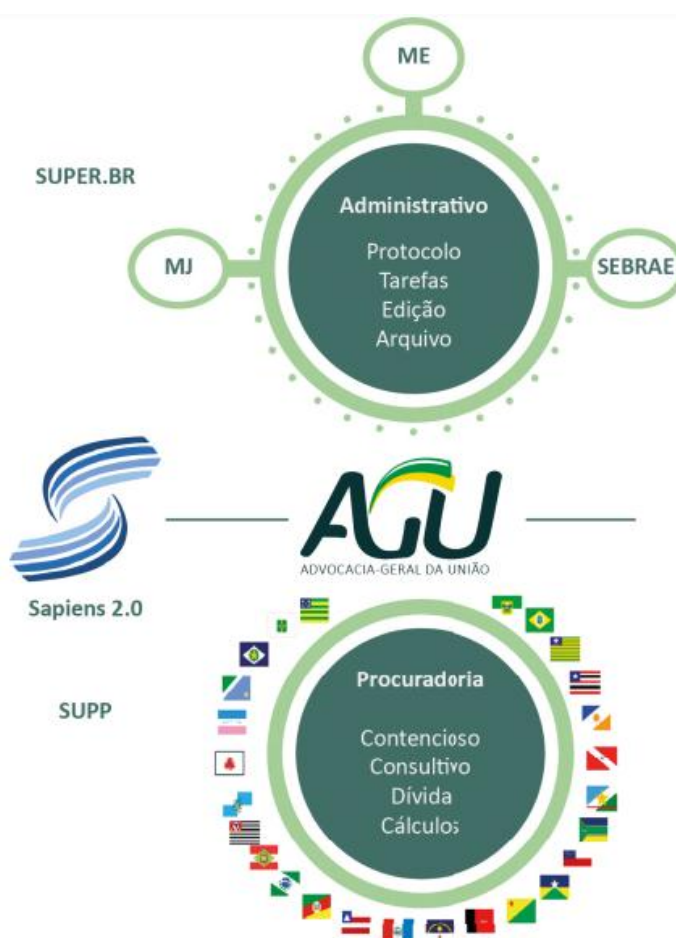 ME
SUPER.BR
MJ
SEBRAE
Administrativo
Protocolo
Tarefas
Edição
Arquivo
AGU
ADVOCACIA-GERAL DA UNIÃO
Sapiens 2.0
SUPP
Procuradoria
Contencioso
Consultivo
Dívida
Cálculos